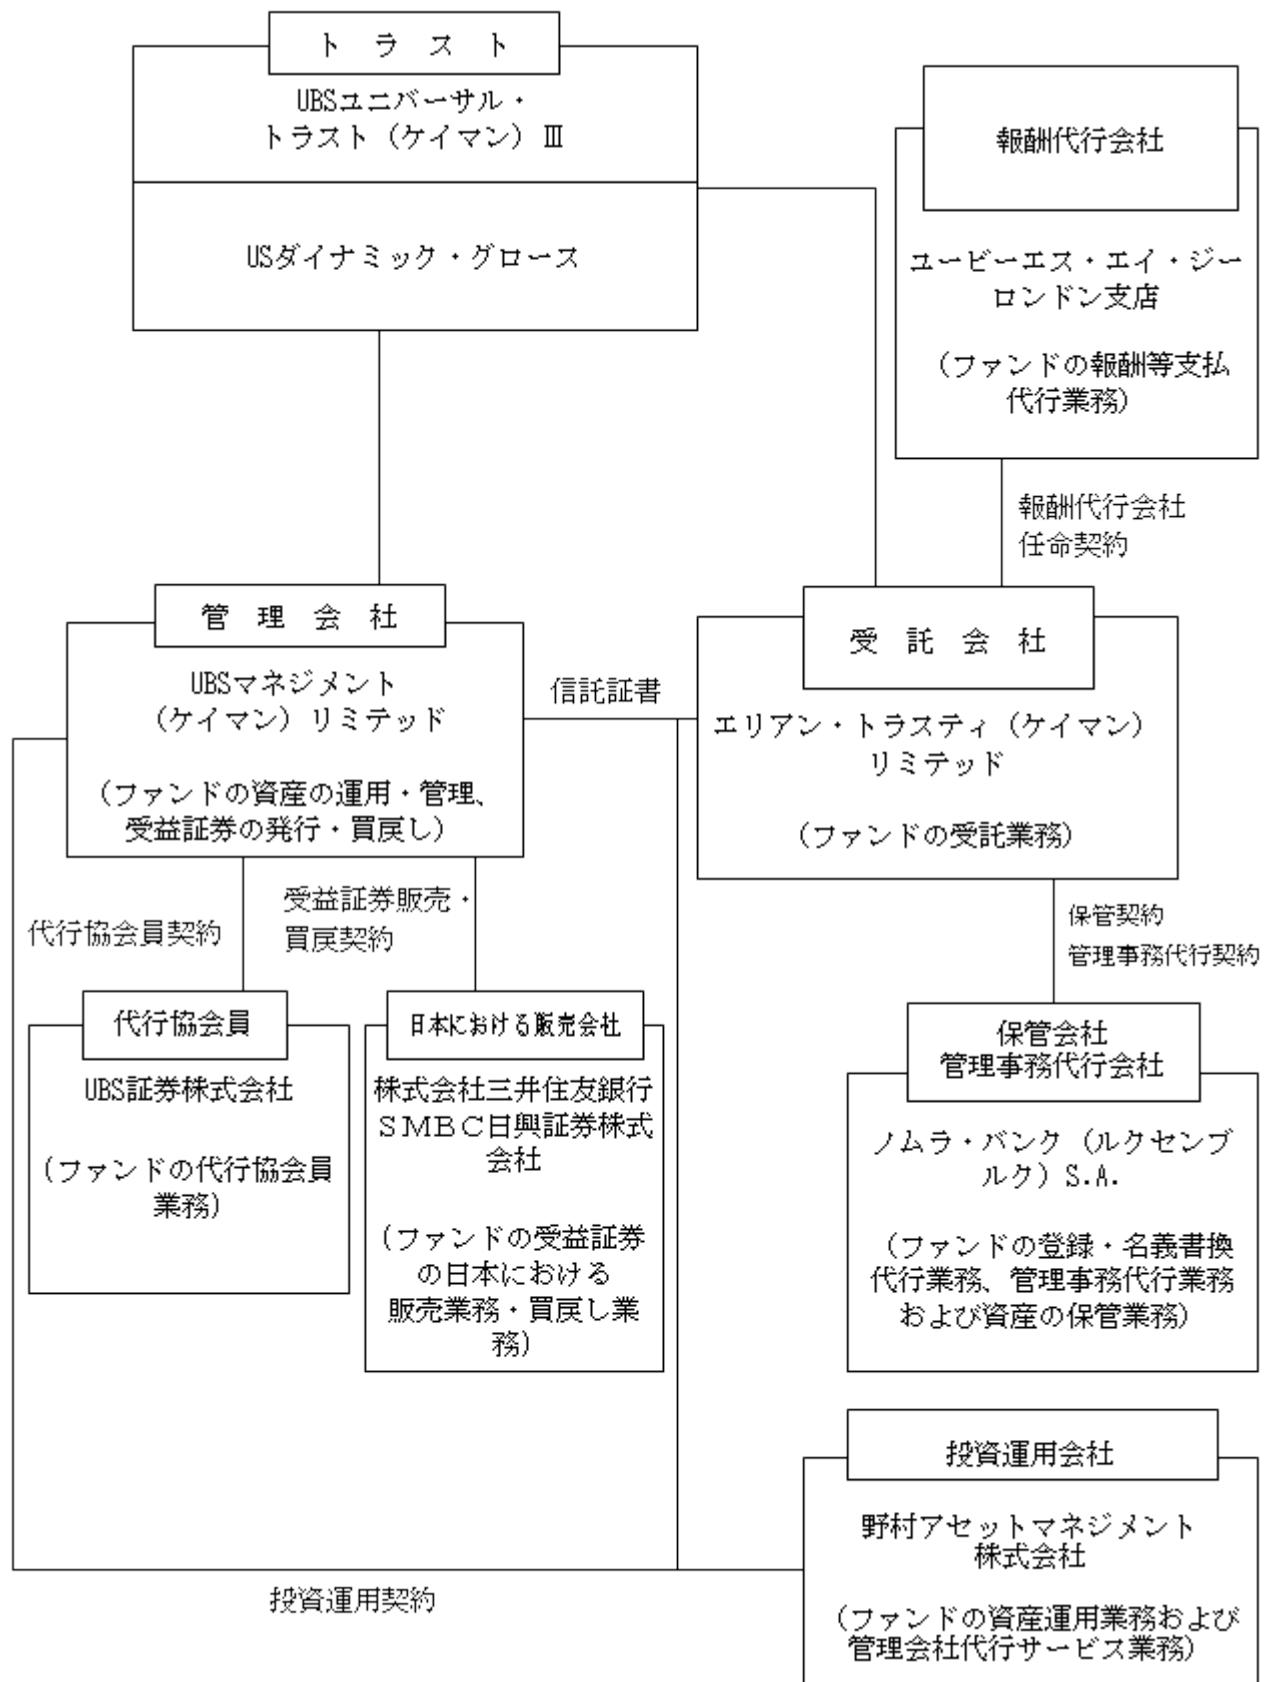 トラスト
UBSユニバーサル・
トラスト（ケイマン）Ⅲ
USダイナミック・グロース
報酬代行会社
ユービーエス・エイ・ジー
ロンドン支店
（ファンドの報酬等支払
代行業務）
報酬代行会社
任命契約
管理会社
UBSマネジメント
（ケイマン）リミテッド
（ファンドの資産の運用・管理、
受益証券の発行・買戻し）
信託証書
受託会社
エリアン・トラスティ（ケイマン）
リミテッド
（ファンドの受託業務）
代行協会員契約
受益証券販売・
買戻契約
保管契約
管理事務代行契約
代行協会員
UBS証券株式会社
（ファンドの代行協会員
業務）
日本における販売会社
株式会社三井住友銀行
ＳＭＢＣ日興証券株式
会社
（ファンドの受益証券
の日本における
販売業務・買戻し業
務）
保管会社
管理事務代行会社
ノムラ・バンク（ルクセンブ
ルク）S.A.
（ファンドの登録・名義書換
代行業務、管理事務代行業務
および資産の保管業務）
投資運用会社
野村アセットマネジメント
株式会社
（ファンドの資産運用業務および
管理会社代行サービス業務）
投資運用契約